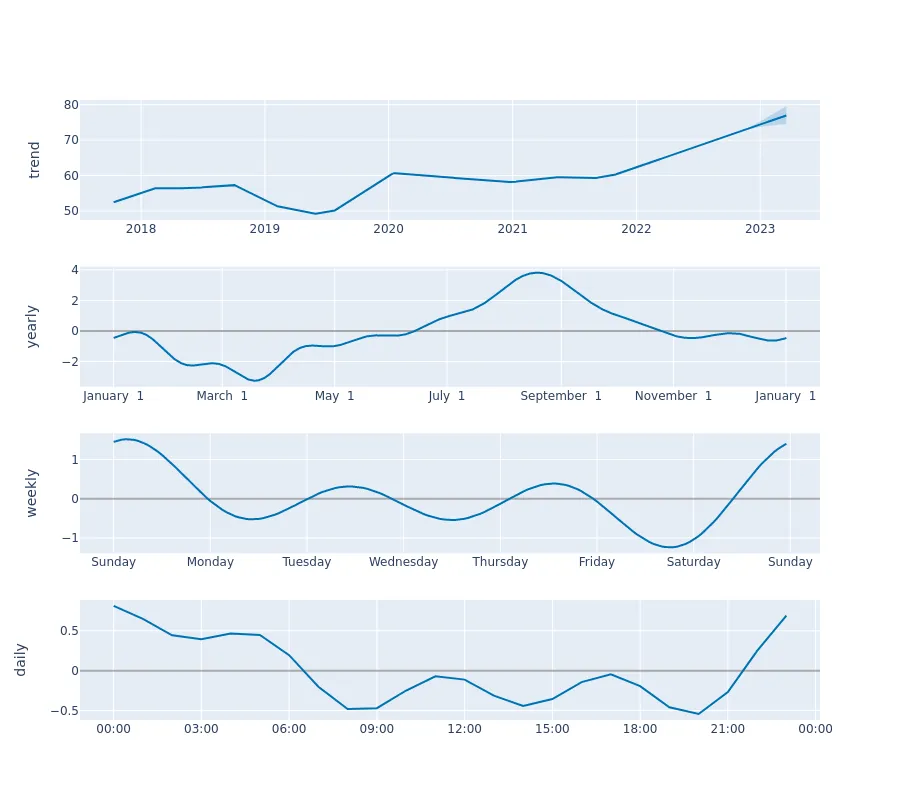 80
70
60
50
trend
2018 2019 2020 2021 2022 2023
4
2
0
−2
yearly
January 1 March 1 May 1 July 1 September 1 November 1 January 1
1
0
−1
weekly
Sunday Monday Tuesday Wednesday Thursday Friday Saturday Sunday
0.5
0
−0.5
daily
00:00 03:00 06:00 09:00 12:00 15:00 18:00 21:00 00:00